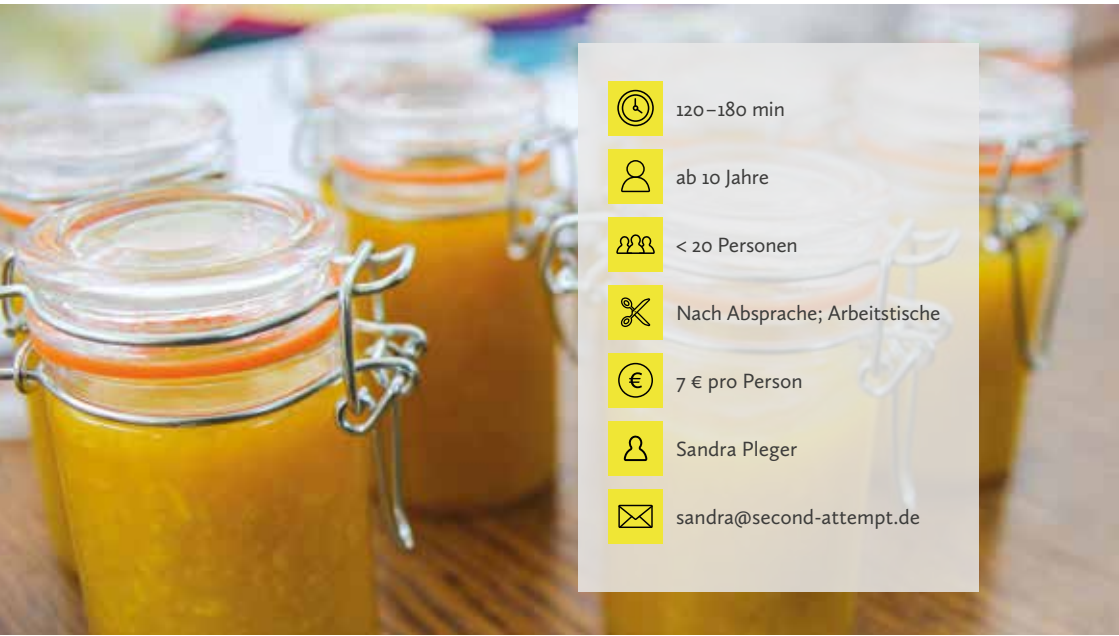 120–180 min
ab 10 Jahre
< 20 Personen
Nach Absprache; Arbeitstische
7 € pro Person
Sandra Pleger
sandra@second-attempt.de